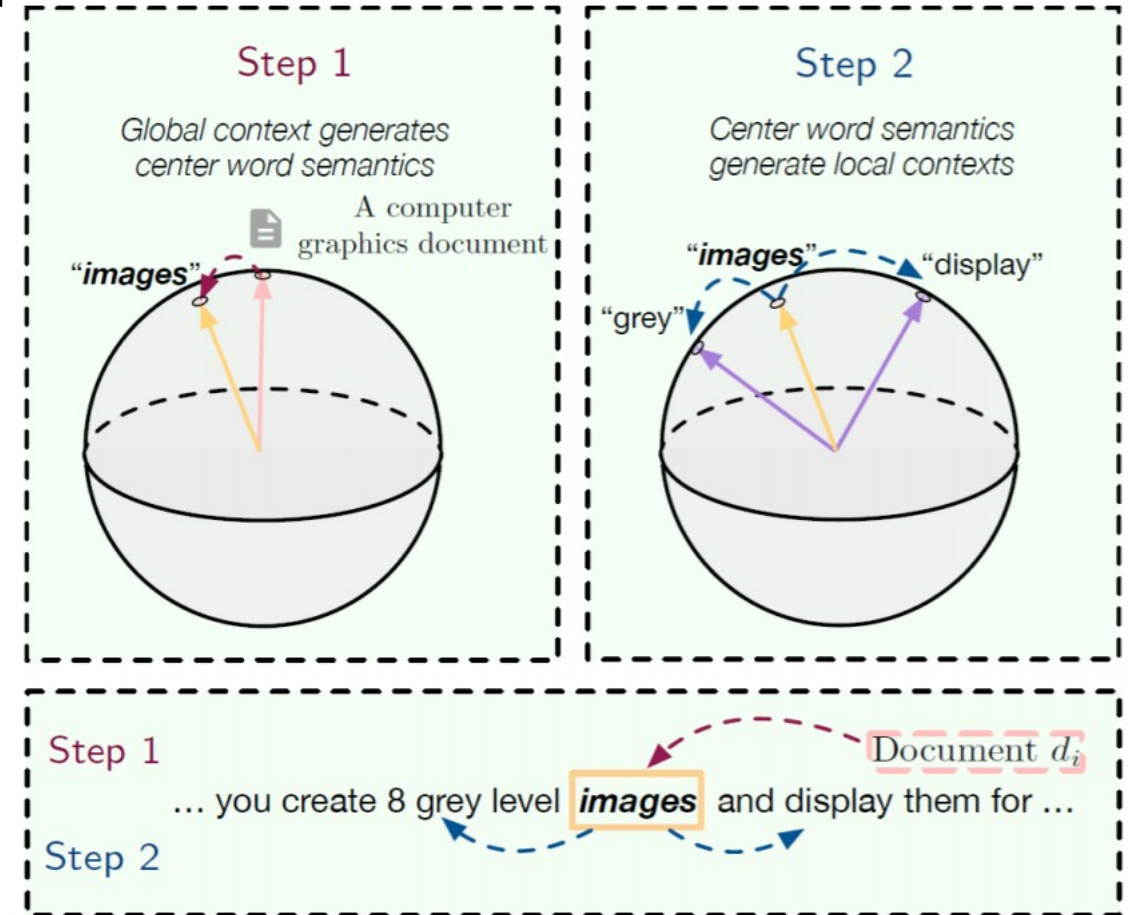 Step 1
Global context generates
center word semantics
A computer
graphics document
“images”
Step 2
Center word semantics
generate local contexts
“images”
“display”
“grey”
Step 1
Document dᵢ
... you create 8 grey level images and display them for ...
Step 2